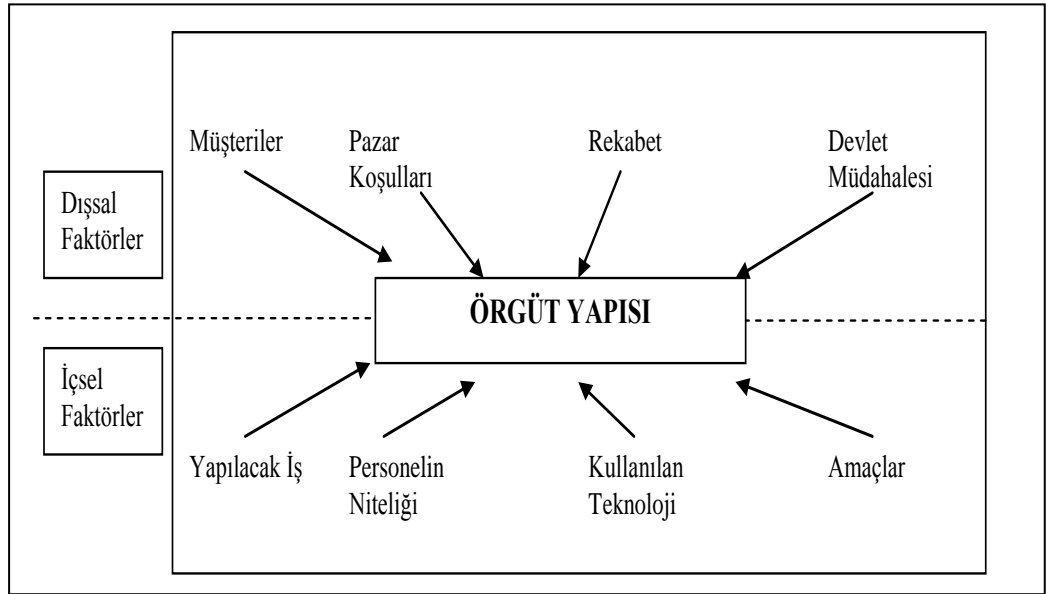 Müşteriler
Pazar
Koşulları
Rekabet
Devlet
Müdahalesi
Dışsal
Faktörler
ÖRGÜT YAPISI
İçsel
Faktörler
Yapılacak İş
Personelin
Niteliği
Kullanılan
Teknoloji
Amaçlar